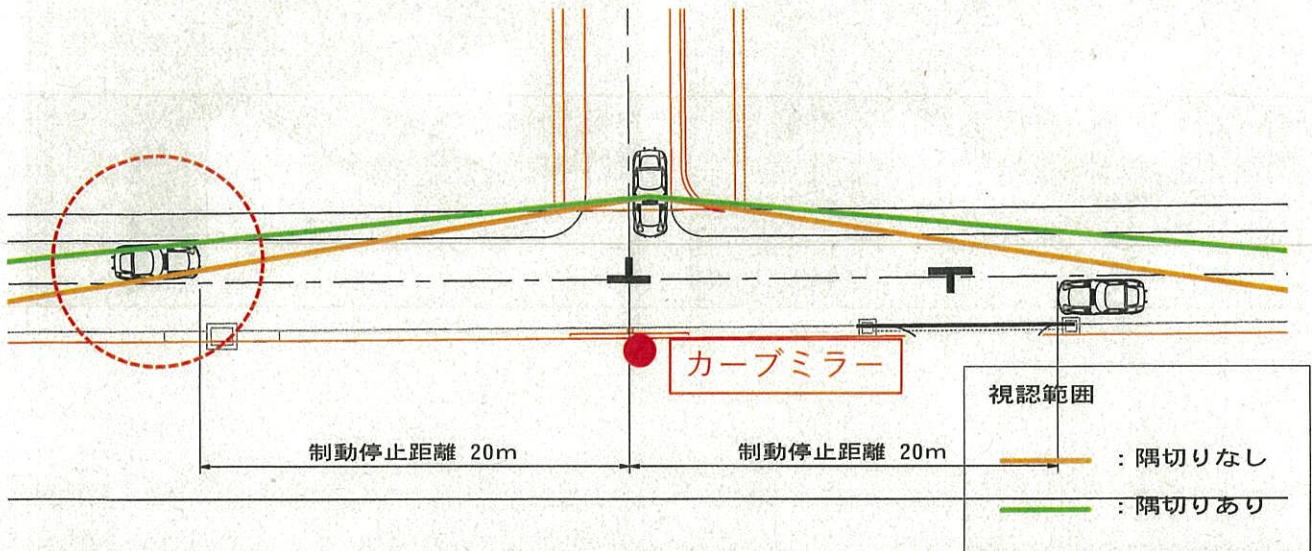 カーブミラー
視認範囲
制動停止距離 20m
制動停止距離 20m
：隅切りなし
：隅切りあり